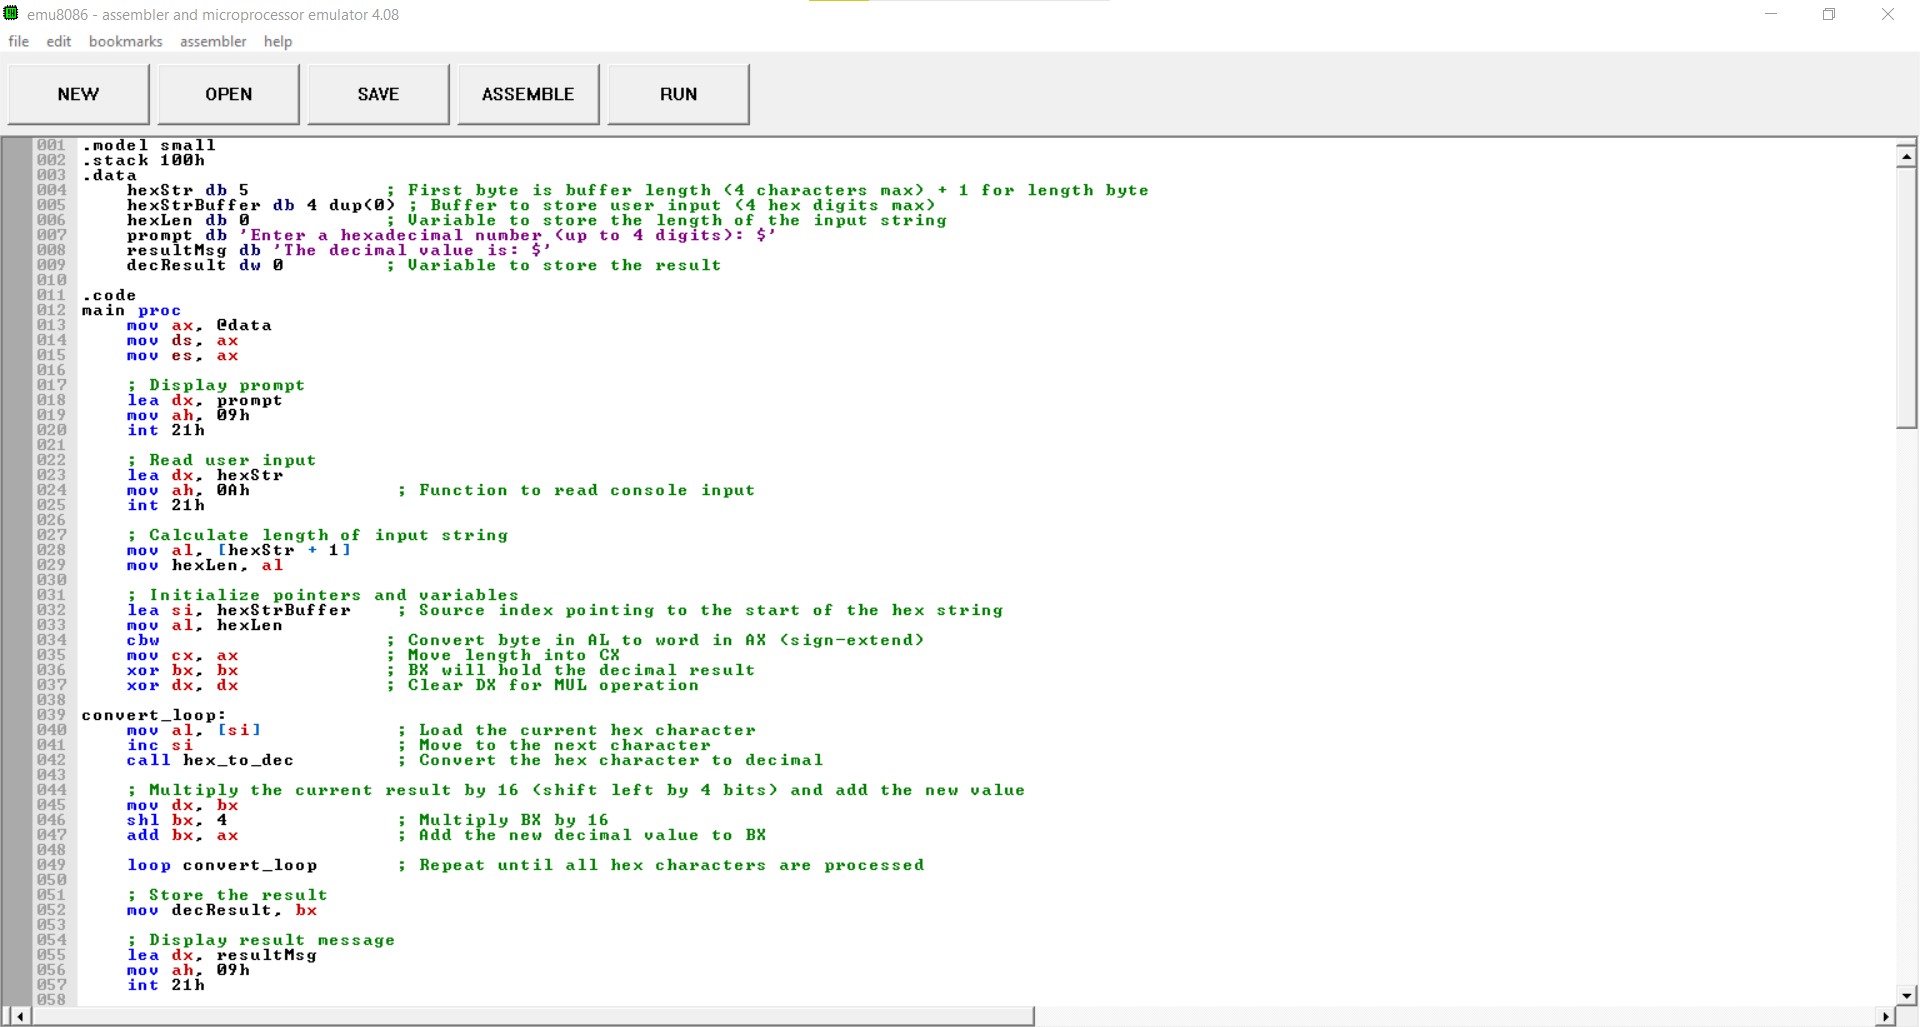 emu8086 - assembler and microprocessor emulator 4.08
file edit bookmarks assembler help
NEW OPEN SAVE ASSEMBLE RUN
001 .model small
002 .stack 100h
003 .data
004     hexStr db 5             ; First byte is buffer length (4 characters max) + 1 for length byte
005     hexStrBuffer db 4 dup(0) ; Buffer to store user input (4 hex digits max)
006     hexLen db 0             ; Variable to store the length of the input string
007     prompt db 'Enter a hexadecimal number (up to 4 digits): $'
008     resultMsg db 'The decimal value is: $'
009     decResult dw 0          ; Variable to store the result
010
011 .code
012 main proc
013     mov ax, @data
014     mov ds, ax
015     mov es, ax
016
017     ; Display prompt
018     lea dx, prompt
019     mov ah, 09h
020     int 21h
021
022     ; Read user input
023     lea dx, hexStr
024     mov ah, 0Ah              ; Function to read console input
025     int 21h
026
027     ; Calculate length of input string
028     mov al, [hexStr + 1]
029     mov hexLen, al
030
031     ; Initialize pointers and variables
032     lea si, hexStrBuffer    ; Source index pointing to the start of the hex string
033     mov al, hexLen
034     cbw                     ; Convert byte in AL to word in AX (sign-extend)
035     mov cx, ax              ; Move length into CX
036     xor bx, bx              ; BX will hold the decimal result
037     xor dx, dx              ; Clear DX for MUL operation
038
039 convert_loop:
040     mov al, [si]             ; Load the current hex character
041     inc si                   ; Move to the next character
042     call hex_to_dec          ; Convert the hex character to decimal
043
044     ; Multiply the current result by 16 (shift left by 4 bits) and add the new value
045     mov dx, bx
046     shl bx, 4                ; Multiply BX by 16
047     add bx, ax               ; Add the new decimal value to BX
048
049     loop convert_loop        ; Repeat until all hex characters are processed
050
051     ; Store the result
052     mov decResult, bx
053
054     ; Display result message
055     lea dx, resultMsg
056     mov ah, 09h
057     int 21h
058